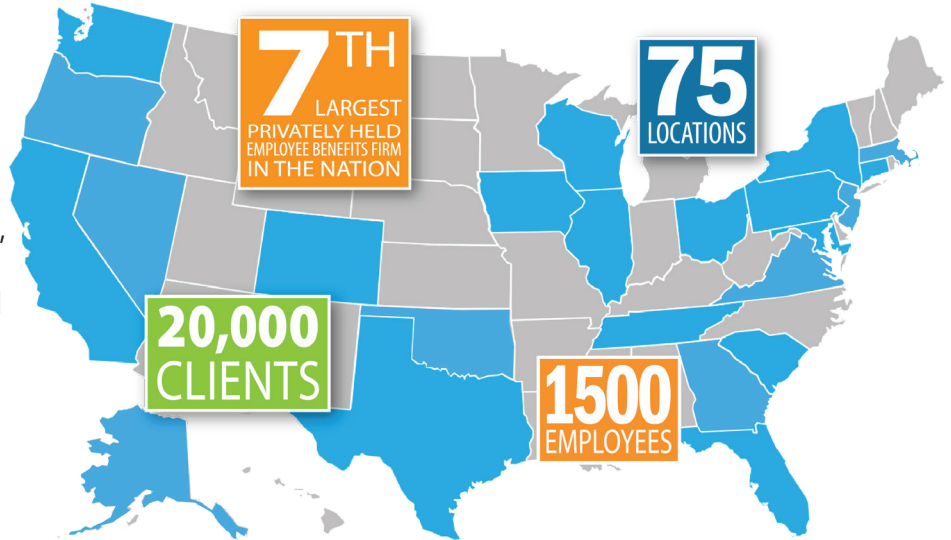 7TH
LARGEST
PRIVATELY HELD
EMPLOYEE BENEFITS FIRM
IN THE NATION
75
LOCATIONS
20,000
CLIENTS
1500
EMPLOYEES